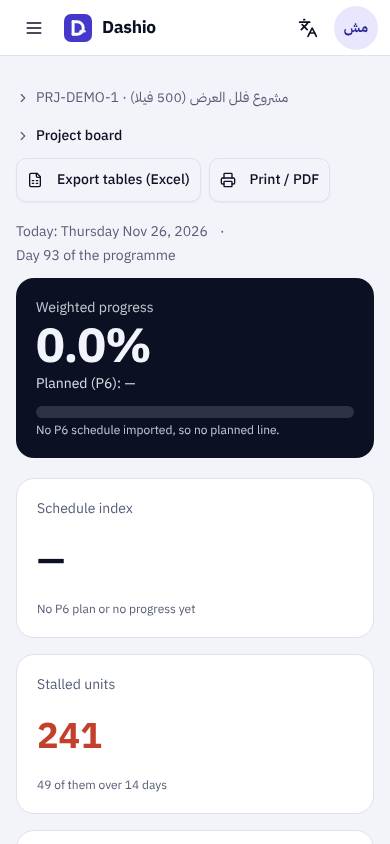 Dashio
مش
PRJ-DEMO-1 · مشروع فلل العرض (500 فيلا)
Project board
Export tables (Excel)
Print / PDF
Today: Thursday Nov 26, 2026 ·
Day 93 of the programme
Weighted progress
0.0%
Planned (P6): —
No P6 schedule imported, so no planned line.
Schedule index
—
No P6 plan or no progress yet
Stalled units
241
49 of them over 14 days